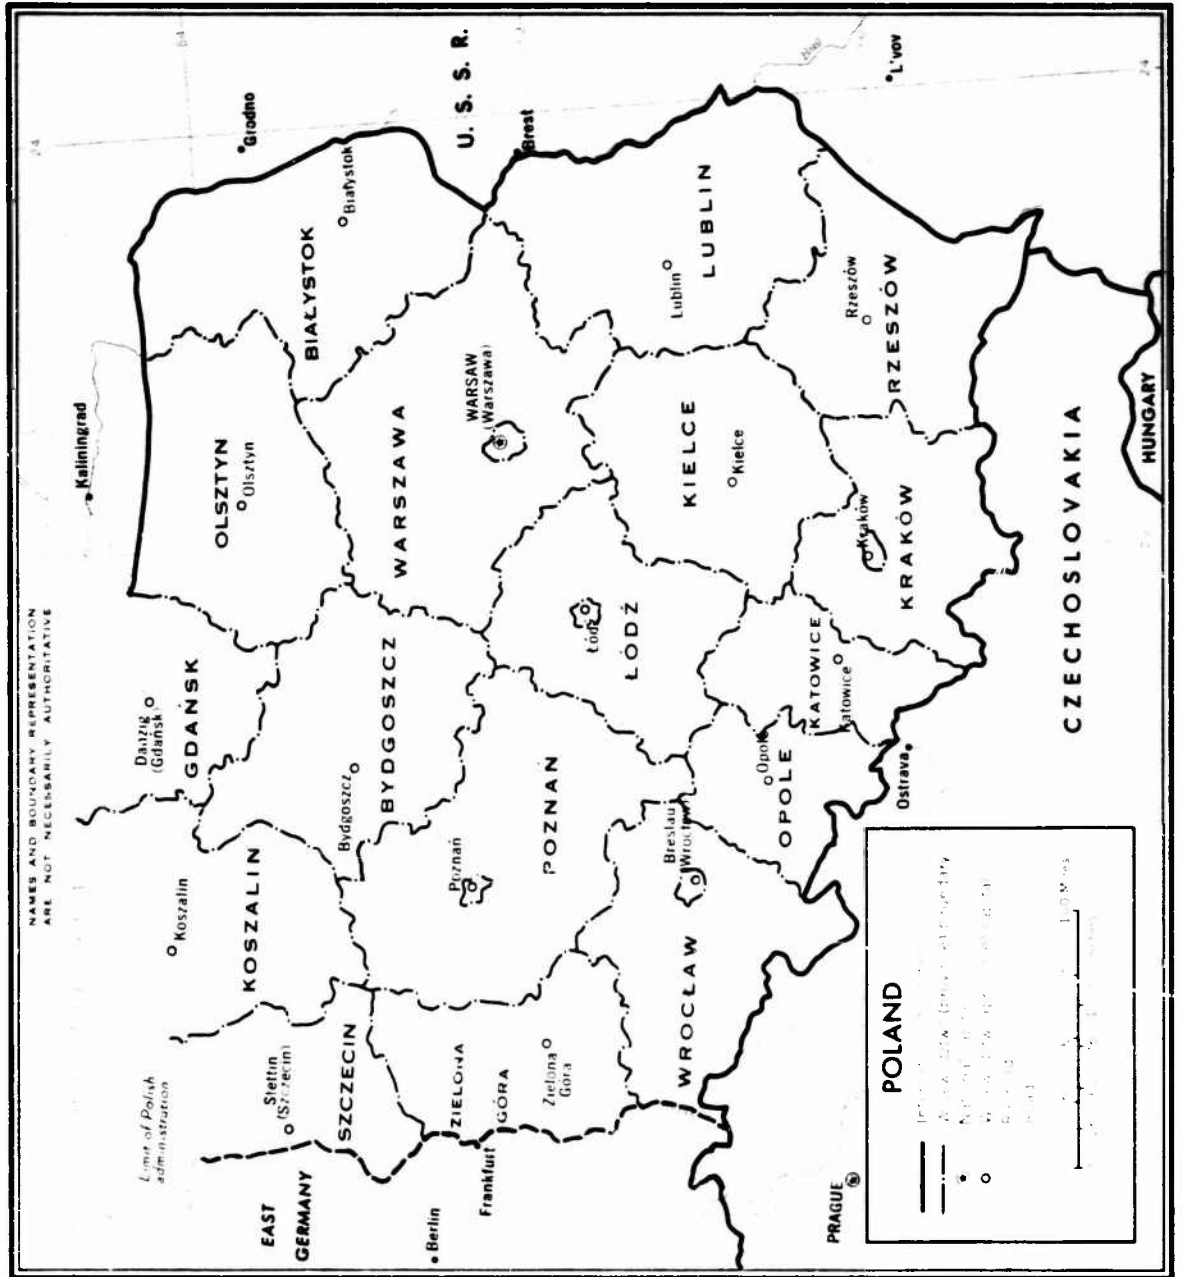 NAMES AND BOUNDARY REPRESENTATION
ARE NOT NECESSARILY AUTHORITATIVE
Limit of Polish
administration
EAST
GERMANY
Berlin
Frankfurt
PRAGUE
Stettin
(Szczecin)
SZCZECIN
Koszalin
KOSZALIN
Danzig
(Gdańsk)
GDAŃSK
Kaliningrad
OLSZTYN
Olsztyn
BIAŁYSTOK
Białystok
Grodno
24
U. S. S. R.
Brest
ZIELONA
GÓRA
Zielona
Góra
Bydgoszcz
BYDGOSZCZ
Poznań
POZNAN
WARSZAWA
WARSAW
(Warszawa)
Łódź
ŁÓDŹ
WROCŁAW
Breslau
OPOLE
KATOWICE
Katowice
KIELCE
Kielce
LUBLIN
Lublin
KRAKÓW
Kraków
RZESZÓW
Rzeszów
L'vov
24
Ostrava
CZECHOSLOVAKIA
HUNGARY
POLAND